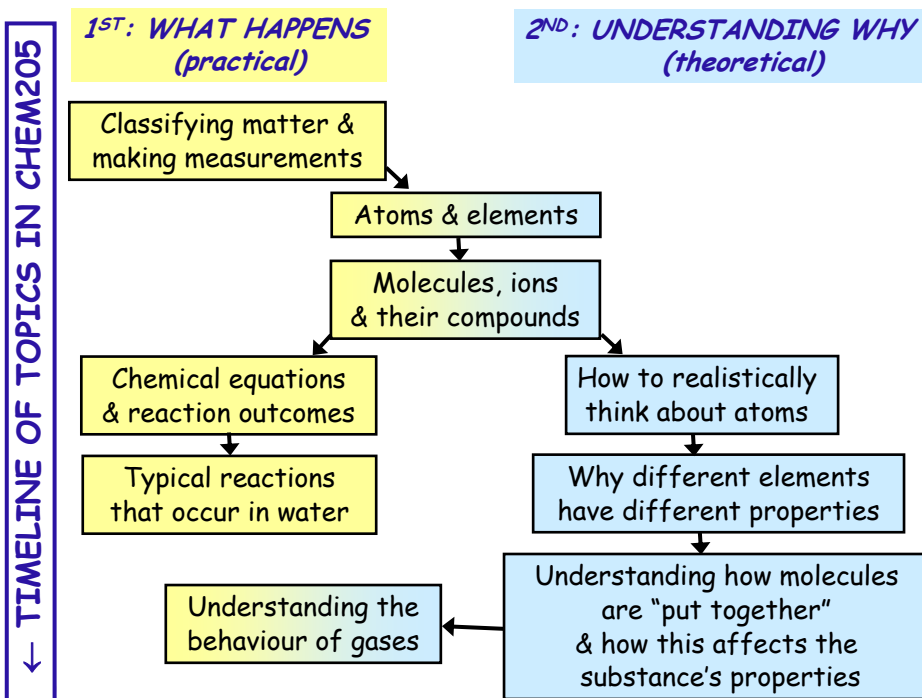 ← TIMELINE OF TOPICS IN CHEM205
1ST: WHAT HAPPENS
(practical)
2ND: UNDERSTANDING WHY
(theoretical)
Classifying matter &
making measurements
Atoms & elements
Molecules, ions
& their compounds
Chemical equations
& reaction outcomes
How to realistically
think about atoms
Typical reactions
that occur in water
Why different elements
have different properties
Understanding how molecules
are “put together”
& how this affects the
substance’s properties
Understanding the
behaviour of gases